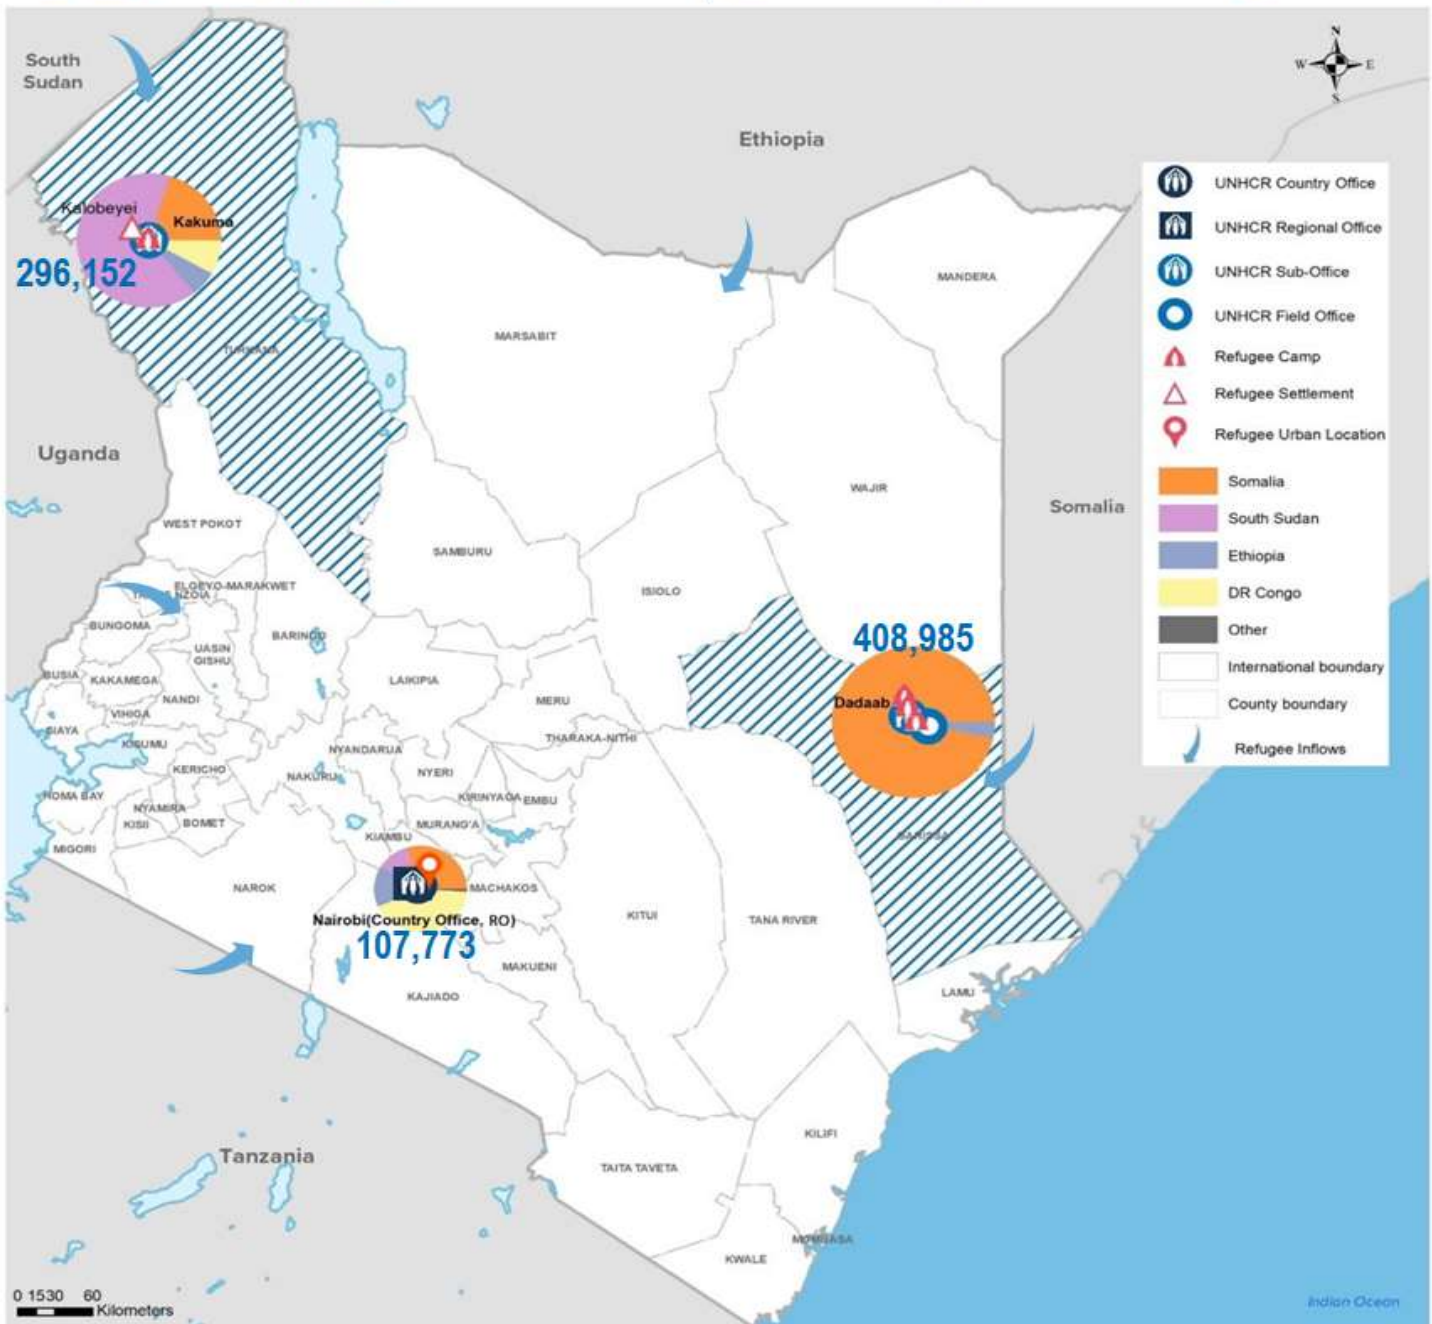 South
Sudan
Ethiopia
N
W
E
S
Kalobeyei
Kakuma
296,152
TURKANA
MARSABIT
MANDERA
Uganda
WAJIR
Somalia
WEST POKOT
SAMBURU
ISIOLO
ELGEYO-MARAKWET
NZOIA
BUNGOMA
BARINGO
UASIN
GISHU
BUSIA
KAKAMEGA
NANDI
LAIKIPIA
MERU
VIHIGA
SIAYA
KISUMU
NYANDARUA
THARAKA-NITHI
KERICHO
NAKURU
NYERI
HOMA BAY
NYAMIRA
KIRINYAGA
EMBU
KISII
BOMET
MURANG'A
KIAMBU
MIGORI
NAROK
MACHAKOS
Nairobi(Country Office, RO)
107,773
KITUI
TANA RIVER
MAKUENI
KAJIADO
408,985
Dadaab
GARISSA
LAMU
KILIFI
Tanzania
TAITA TAVETA
MOMBASA
KWALE
Indian Ocean
0 1530 60
Kilometers
UNHCR Country Office
UNHCR Regional Office
UNHCR Sub-Office
UNHCR Field Office
Refugee Camp
Refugee Settlement
Refugee Urban Location
Somalia
South Sudan
Ethiopia
DR Congo
Other
International boundary
County boundary
Refugee Inflows